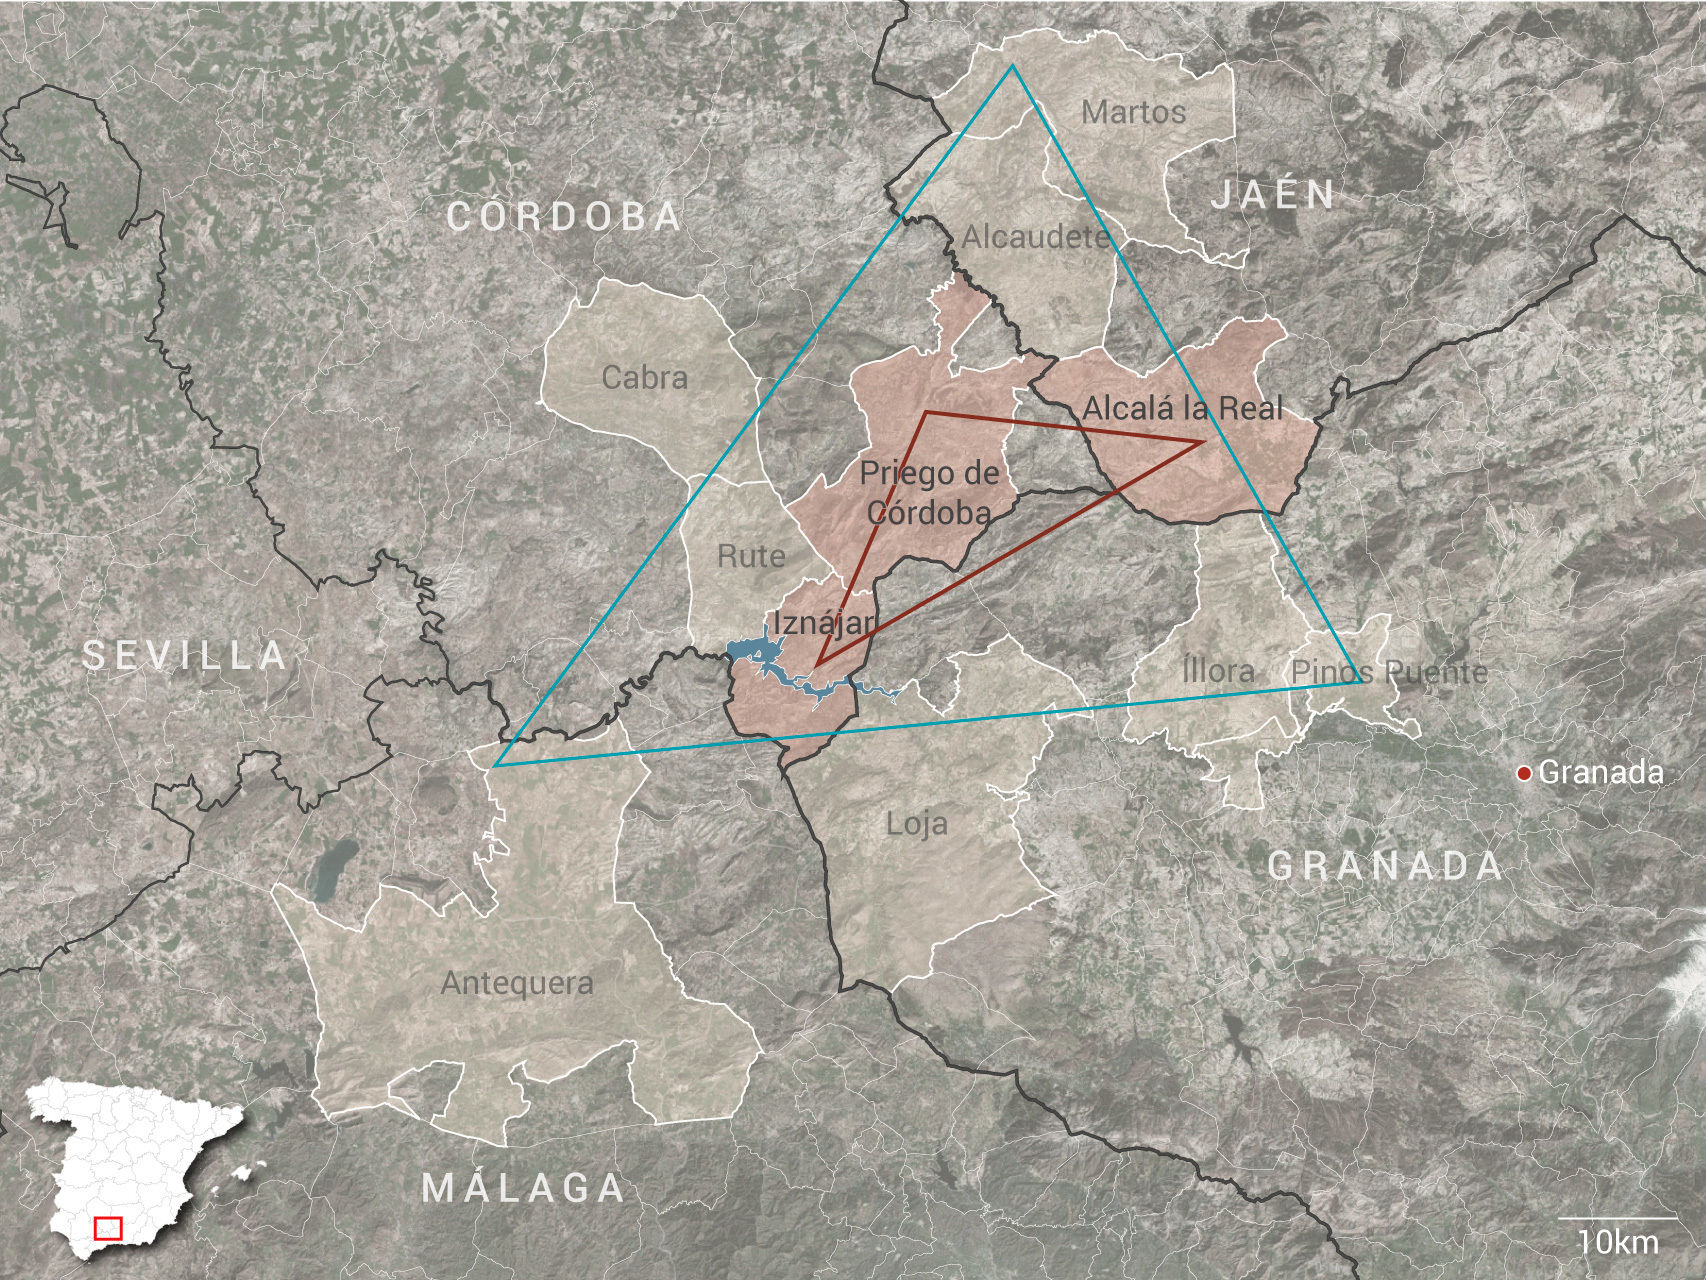 Martos
JAÉN
CÓRDOBA
Alcaudete
Cabra
Alcalá la Real
Priego de
Córdoba
Rute
Iznájar
SEVILLA
Íllora
Pinos Puente
Granada
Loja
GRANADA
Antequera
MÁLAGA
10km